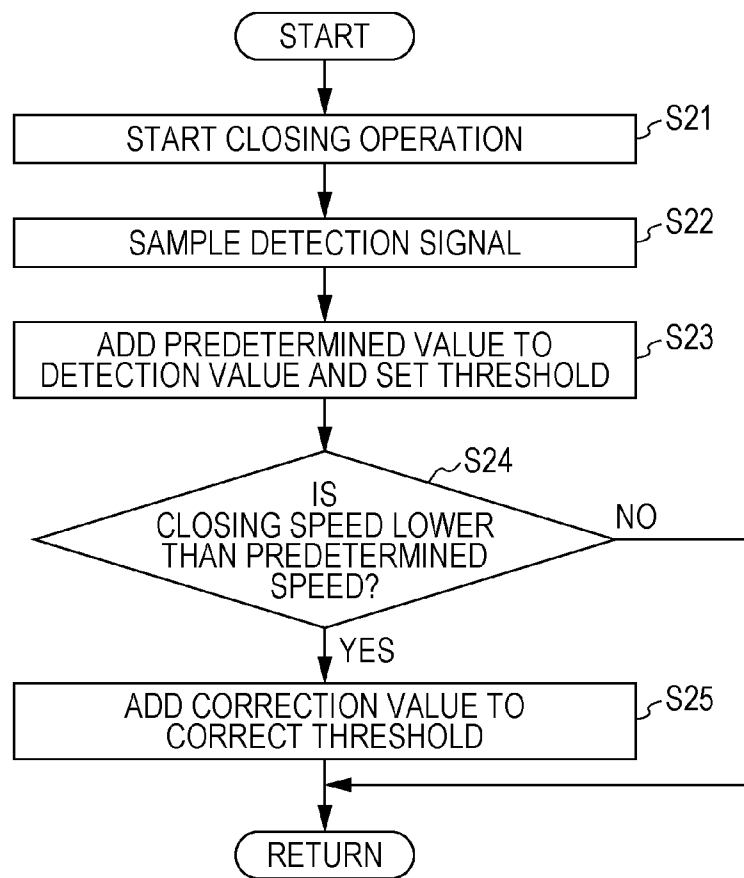 START
START CLOSING OPERATION
S21
SAMPLE DETECTION SIGNAL
S22
ADD PREDETERMINED VALUE TO
DETECTION VALUE AND SET THRESHOLD
S23
S24
IS
CLOSING SPEED LOWER
THAN PREDETERMINED
SPEED?
NO
YES
ADD CORRECTION VALUE TO
CORRECT THRESHOLD
S25
RETURN